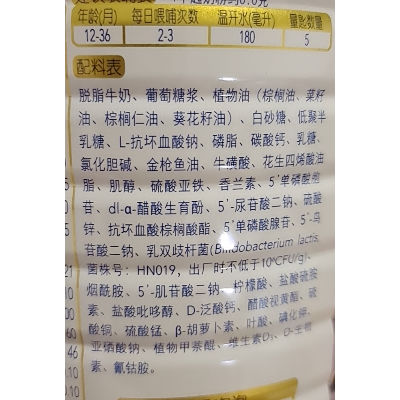 年龄(月) 每日喂哺次数 温开水(毫升) 量匙数量
12-36 2-3 180 5
配料表
脱脂牛奶、葡萄糖浆、植物油（棕榈油、菜籽
油、棕榈仁油、葵花籽油）、白砂糖、低聚半
乳糖、L-抗坏血酸钠、磷脂、碳酸钙、乳糖、
氯化胆碱、金枪鱼油、牛磺酸、花生四烯酸油
脂、肌醇、硫酸亚铁、香兰素、5´单磷酸胞
苷、dl-α-醋酸生育酚、5´-尿苷酸二钠、硫酸
锌、抗坏血酸棕榈酸酯、5´单磷酸腺苷、5´-鸟
苷酸二钠、乳双歧杆菌(Bifidobacterium lactis,
菌株号：HN019，出厂时不低于10⁶CFU/g)、
烟酰胺、5´-肌苷酸二钠、柠檬酸、盐酸硫胺
素、盐酸吡哆醇、D-泛酸钙、醋酸视黄酯、硫
酸铜、硫酸锰、β-胡萝卜素、叶酸、碘化钾、
亚硒酸钠、植物甲萘醌、维生素D₃、D-生物
素、氰钴胺。